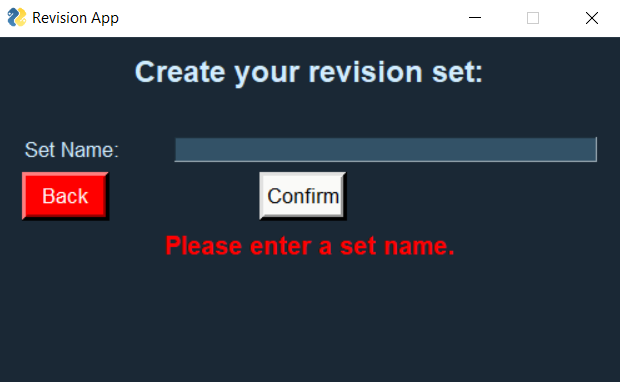 Revision App
Create your revision set:
Set Name:
Back Confirm
Please enter a set name.